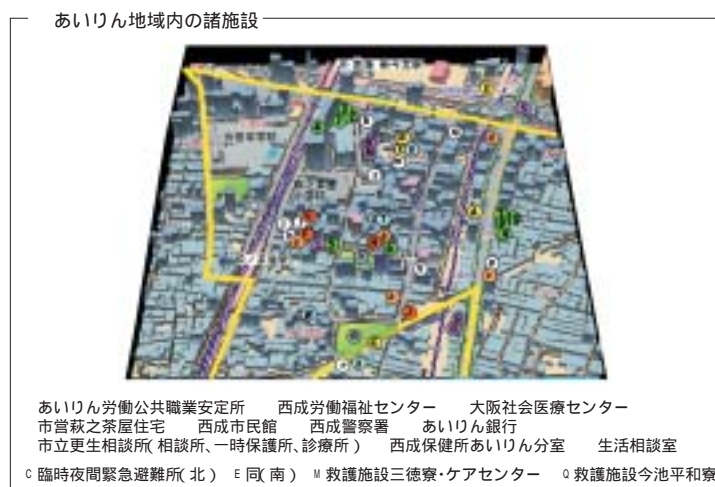 あいりん地域内の諸施設
あいりん労働公共職業安定所　西成労働福祉センター　大阪社会医療センター
市営萩之茶屋住宅　西成市民館　西成警察署　あいりん銀行
市立更生相談所(相談所、一時保護所、診療所)　西成保健所あいりん分室　生活相談室
C 臨時夜間緊急避難所(北)　E 同(南)　M 救護施設三徳寮・ケアセンター　Q 救護施設今池平和寮